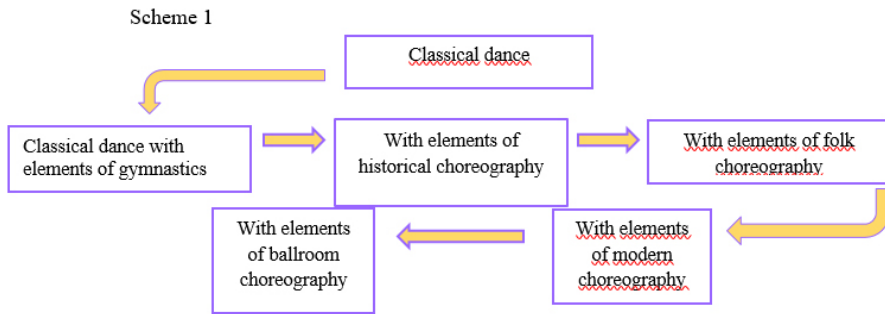 Scheme 1
Classical dance
Classical dance with
elements of gymnastics
With elements of
historical choreography
With elements of folk
choreography
With elements
of modern
choreography
With elements
of ballroom
choreography